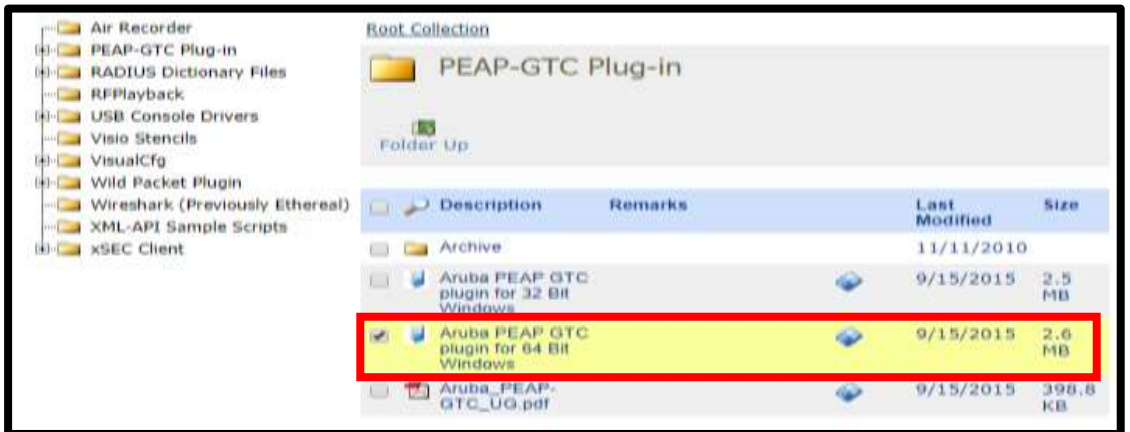 Air Recorder
PEAP-GTC Plug-in
RADIUS Dictionary Files
RFPlayback
USB Console Drivers
Visio Stencils
VisualCfg
Wild Packet Plugin
Wireshark (Previously Ethereal)
XML-API Sample Scripts
xSEC Client
Root Collection
PEAP-GTC Plug-in
Folder Up
Description Remarks Last
Modified Size
Archive 11/11/2010
Aruba PEAP GTC 9/15/2015 2.5
plugin for 32 Bit MB
Windows
Aruba PEAP GTC 9/15/2015 2.6
plugin for 64 Bit MB
Windows
Aruba_PEAP- 9/15/2015 398.8
GTC_UG.pdf KB